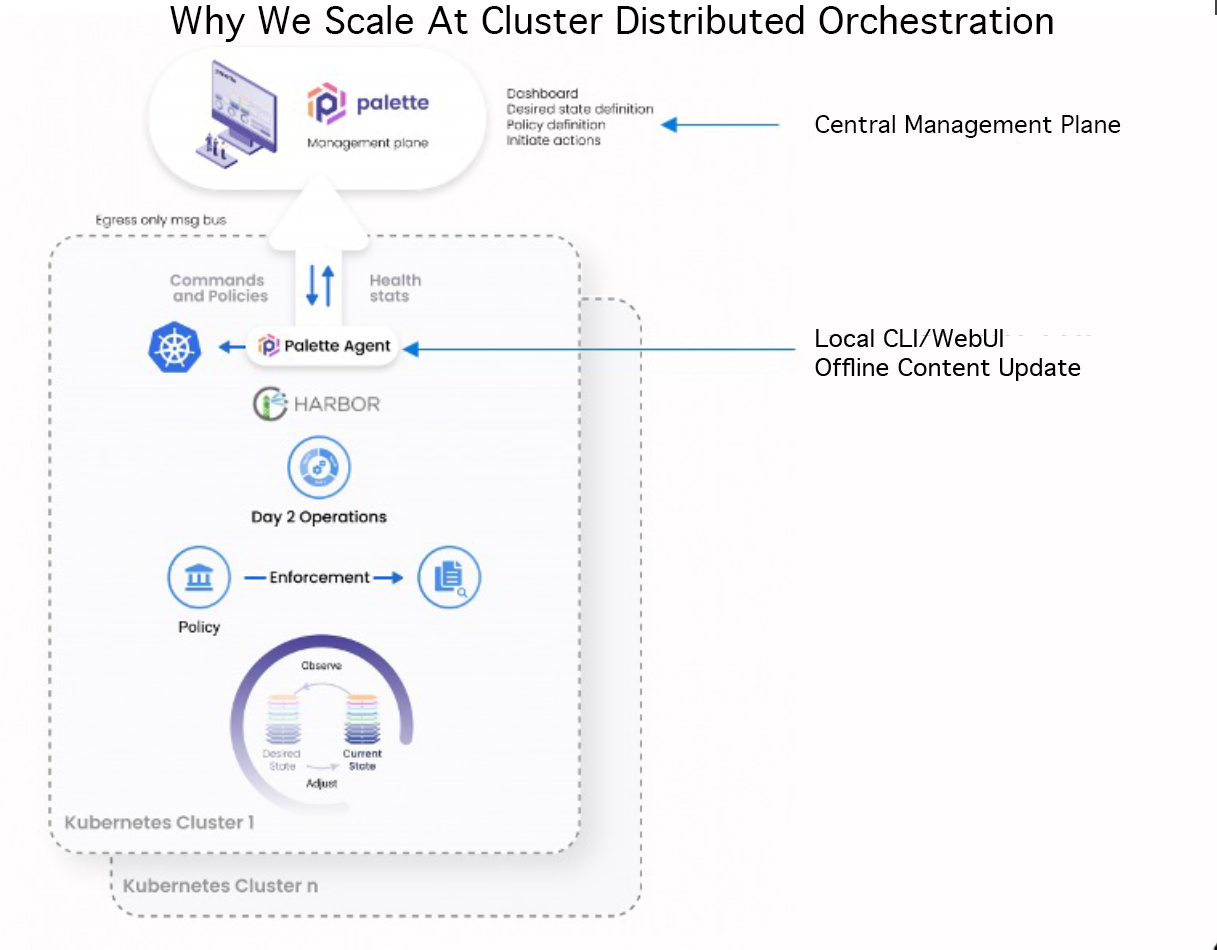 Why We Scale At Cluster Distributed Orchestration
palette
Management plane
Dashboard
Desired state definition
Policy definition
Initiate actions
Central Management Plane
Egress only msg bus
Commands
and Policies
Health
stats
Palette Agent
Local CLI/WebUI
Offline Content Update
HARBOR
Day 2 Operations
Enforcement
Policy
Observe
Desired
State
Current
State
Adjust
Kubernetes Cluster 1
Kubernetes Cluster n